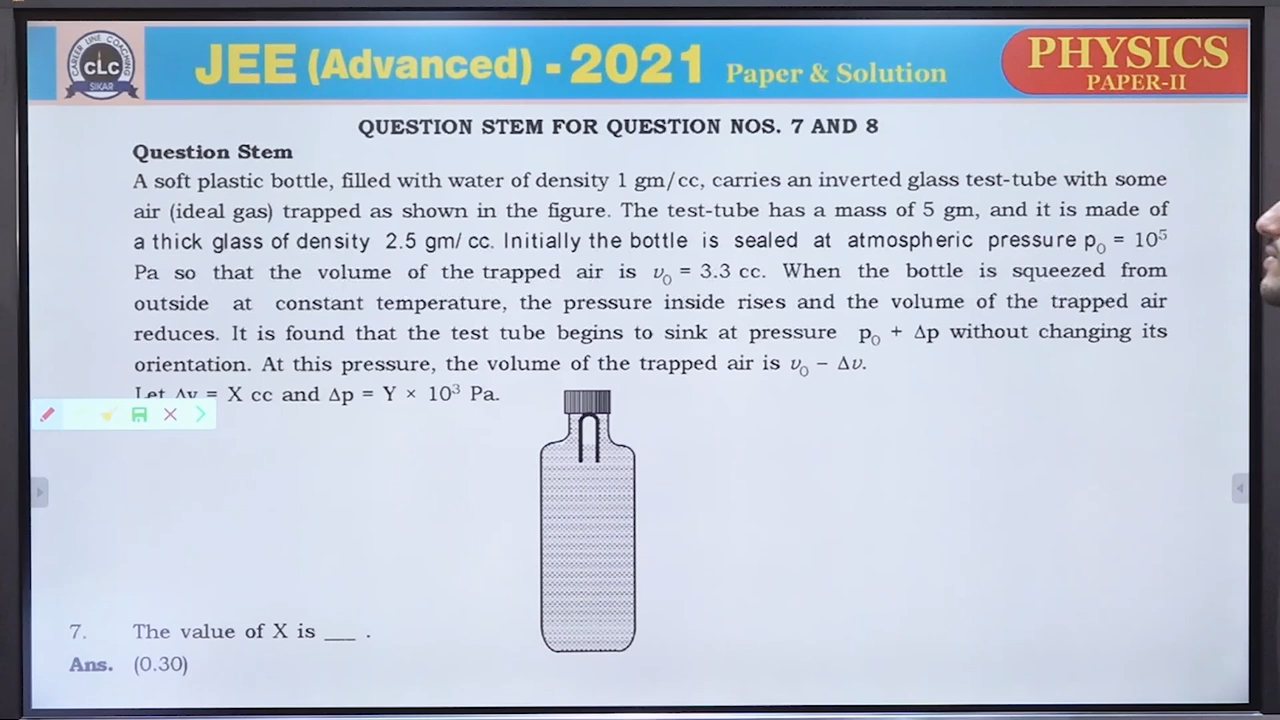 CAREER LINE COACHING
CLC
SIKAR
JEE (Advanced) - 2021 Paper & Solution
PHYSICS
PAPER-II
QUESTION STEM FOR QUESTION NOS. 7 AND 8
Question Stem
A soft plastic bottle, filled with water of density 1 gm/cc, carries an inverted glass test-tube with some
air (ideal gas) trapped as shown in the figure. The test-tube has a mass of 5 gm, and it is made of
a thick glass of density 2.5 gm/ cc. Initially the bottle is sealed at atmospheric pressure p₀ = 10⁵
Pa so that the volume of the trapped air is v₀ = 3.3 cc. When the bottle is squeezed from
outside at constant temperature, the pressure inside rises and the volume of the trapped air
reduces. It is found that the test tube begins to sink at pressure p₀ + Δp without changing its
orientation. At this pressure, the volume of the trapped air is v₀ − Δv.
Let Δv = X cc and Δp = Y × 10³ Pa.
7. The value of X is ___ .
Ans. (0.30)